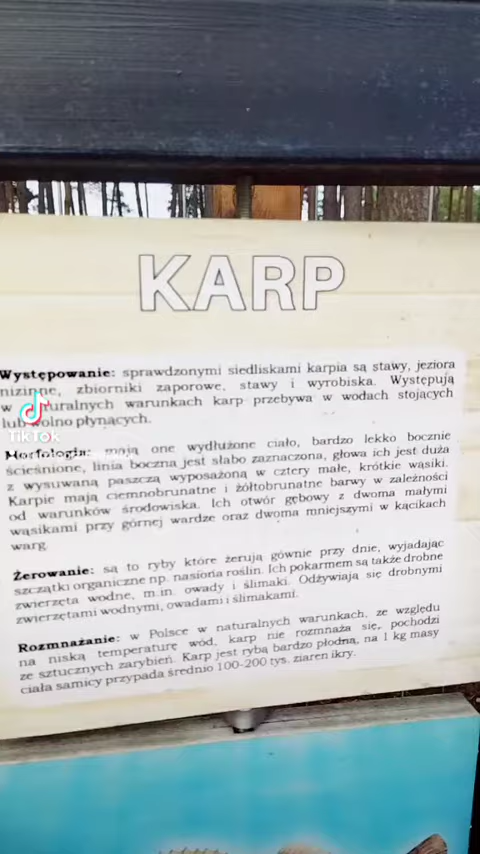 KARP
Występowanie: sprawdzonymi siedliskami karpia są stawy, jeziora
nizinne, zbiorniki zaporowe, stawy i wyrobiska. Występują
w naturalnych warunkach karp przebywa w wodach stojących
lub wolno płynących.
TikTok
Morfologia: mają one wydłużone ciało, bardzo lekko bocznie
ścieśnione, linia boczna jest słabo zaznaczona, głowa ich jest duża
z wysuwaną paszczą wyposażoną w cztery małe, krótkie wąsiki.
Karpie mają ciemnobrunatne i żółtobrunatne barwy w zależności
od warunków środowiska. Ich otwór gębowy z dwoma małymi
wąsikami przy górnej wardze oraz dwoma mniejszymi w kącikach
warg.
Żerowanie: są to ryby które żerują gównie przy dnie, wyjadając
szczątki organiczne np. nasiona roślin. Ich pokarmem są także drobne
zwierzęta wodne, m.in. owady i ślimaki. Odżywiają się drobnymi
zwierzętami wodnymi, owadami i ślimakami.
Rozmnażanie: w Polsce w naturalnych warunkach, ze względu
na niską temperaturę wód, karp nie rozmnaża się, pochodzi
ze sztucznych zarybień. Karp jest rybą bardzo płodną, na 1 kg masy
ciała samicy przypada średnio 100-200 tys. ziaren ikry.